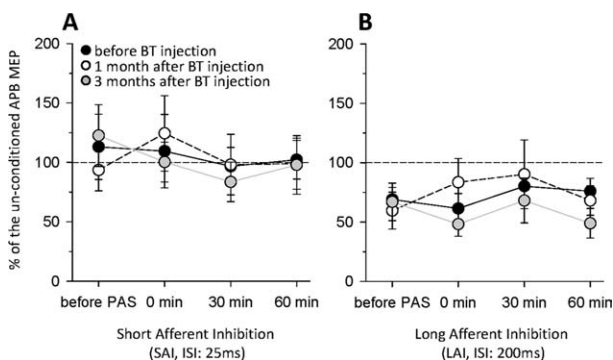 A
B
200
150
100
50
0
% of the un-conditioned APB MEP
before BT injection
1 month after BT injection
3 months after BT injection
before PAS 0 min 30 min 60 min
Short Afferent Inhibition
(SAI, ISI: 25ms)
200
150
100
50
0
before PAS 0 min 30 min 60 min
Long Afferent Inhibition
(LAI, ISI: 200ms)